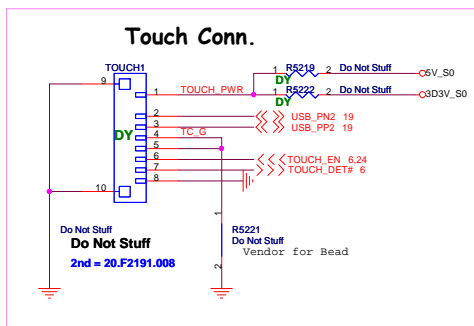 Touch Conn.
TOUCH1
9
1
TOUCH_PWR
1
R5219
2
Do Not Stuff
5V_S0
DY
1
R5222
2
Do Not Stuff
3D3V_S0
DY
2
USB_PN2 19
3
USB_PP2 19
DY
4
TC_G
5
6
TOUCH_EN 6,24
7
TOUCH_DET# 6
8
10
1
Do Not Stuff
R5221
Do Not Stuff
Do Not Stuff
Vendor for Bead
2nd = 20.F2191.008
2